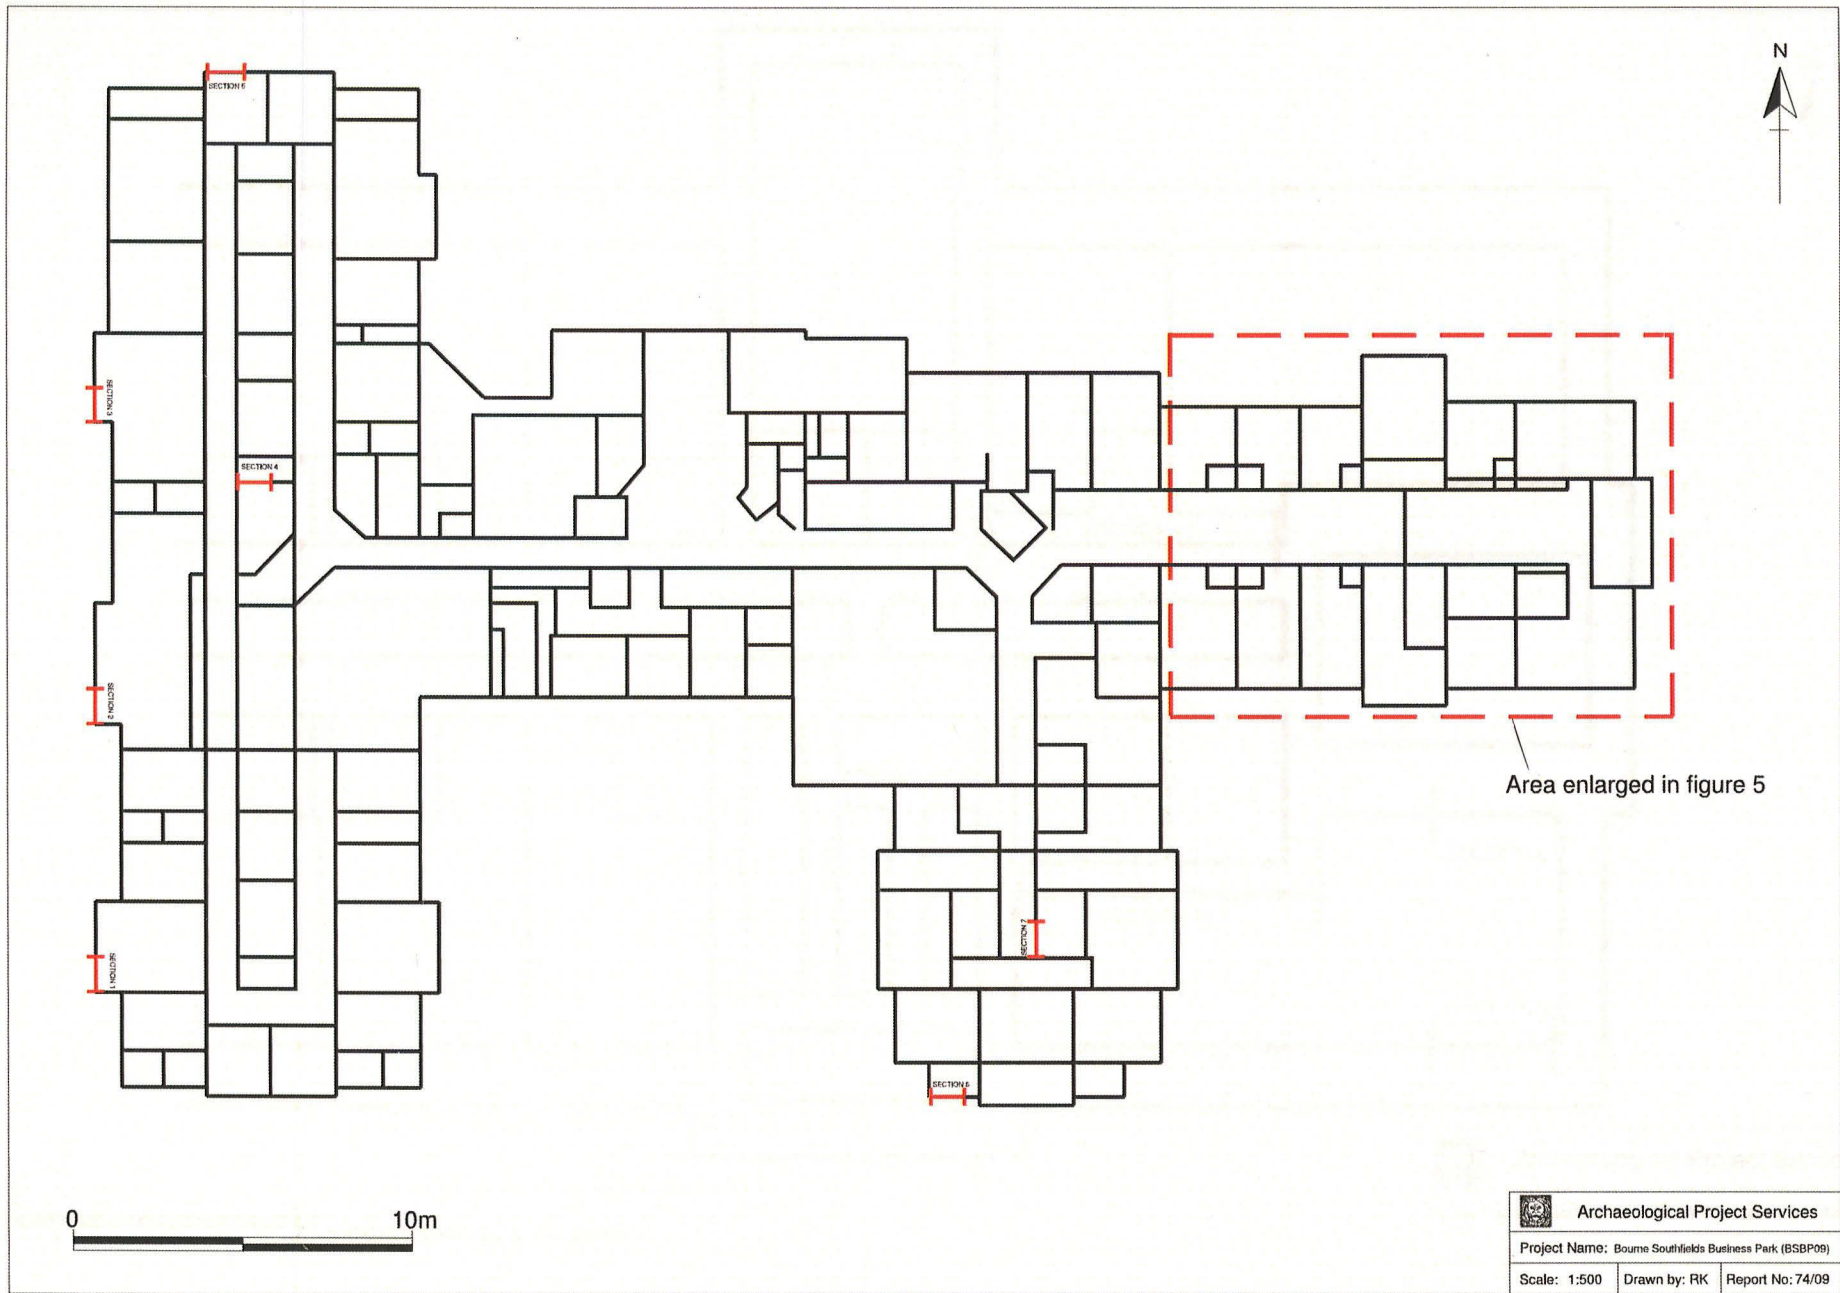 N
SECTION 5
SECTION 3
SECTION 4
SECTION 2
SECTION 1
SECTION 7
SECTION 6
Area enlarged in figure 5
0 10m
Archaeological Project Services
Project Name: Bourne Southfields Business Park (BSBP09)
Scale: 1:500 Drawn by: RK Report No: 74/09